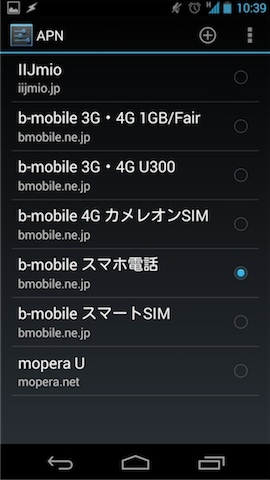 10:39
APN
IIJmio
iijmio.jp
b-mobile 3G・4G 1GB/Fair
bmobile.ne.jp
b-mobile 3G・4G U300
bmobile.ne.jp
b-mobile 4G カメレオンSIM
bmobile.ne.jp
b-mobile スマホ電話
bmobile.ne.jp
b-mobile スマートSIM
bmobile.ne.jp
mopera U
mopera.net